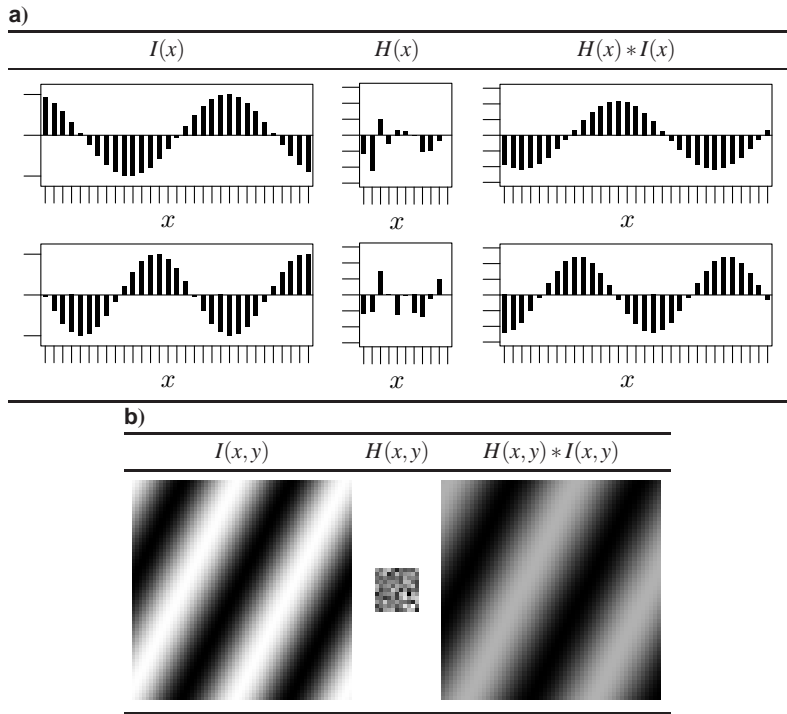 a)
I(x) H(x) H(x) ∗ I(x)
x x x
x x x
b)
I(x, y) H(x, y) H(x, y) ∗ I(x, y)